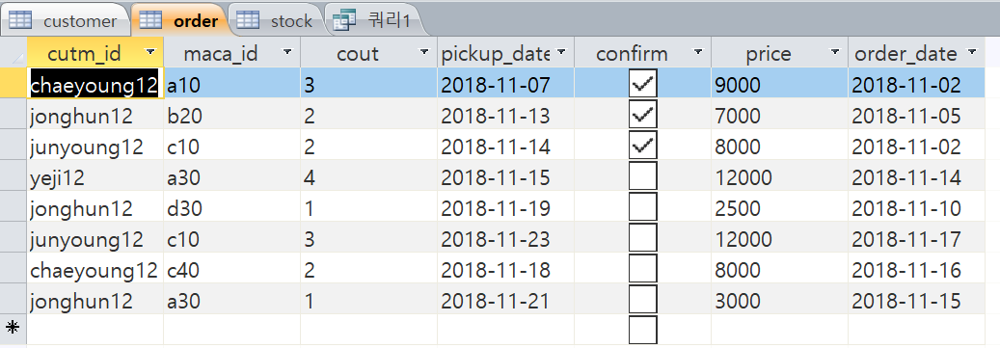 customer order stock 쿼리1
cutm_id maca_id cout pickup_date confirm price order_date
chaeyoung12 a10 3 2018-11-07 9000 2018-11-02
jonghun12 b20 2 2018-11-13 7000 2018-11-05
junyoung12 c10 2 2018-11-14 8000 2018-11-02
yeji12 a30 4 2018-11-15 12000 2018-11-14
jonghun12 d30 1 2018-11-19 2500 2018-11-10
junyoung12 c10 3 2018-11-23 12000 2018-11-17
chaeyoung12 c40 2 2018-11-18 8000 2018-11-16
jonghun12 a30 1 2018-11-21 3000 2018-11-15